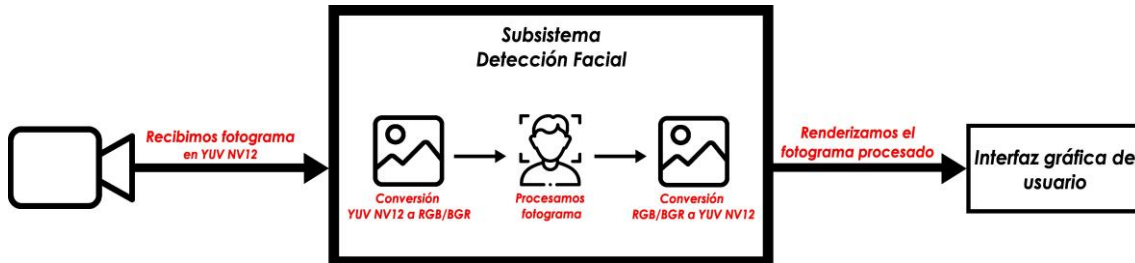 Subsistema
Detección Facial
Recibimos fotograma
en YUV NV12
Conversión
YUV NV12 a RGB/BGR
Procesamos
fotograma
Conversión
RGB/BGR a YUV NV12
Renderizamos el
fotograma procesado
Interfaz gráfica de
usuario